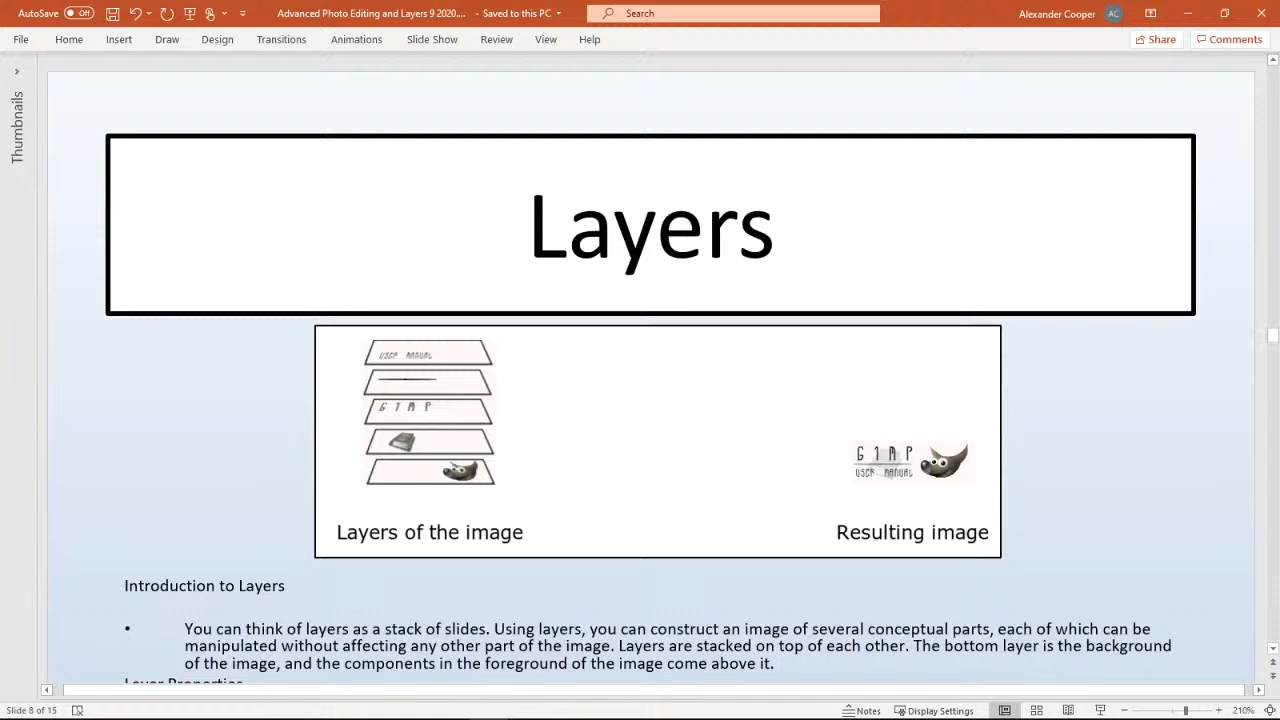 AutoSave Off Advanced Photo Editing and Layers 9 2020.... - Saved to this PC Search Alexander Cooper AC
File Home Insert Draw Design Transitions Animations Slide Show Review View Help Share Comments
Thumbnails
Layers
USER MANUAL
G I M P
G I M P
USER MANUAL
Layers of the image Resulting image
Introduction to Layers
• You can think of layers as a stack of slides. Using layers, you can construct an image of several conceptual parts, each of which can be
manipulated without affecting any other part of the image. Layers are stacked on top of each other. The bottom layer is the background
of the image, and the components in the foreground of the image come above it.
Layer Properties
Slide 8 of 15 Notes Display Settings 210%